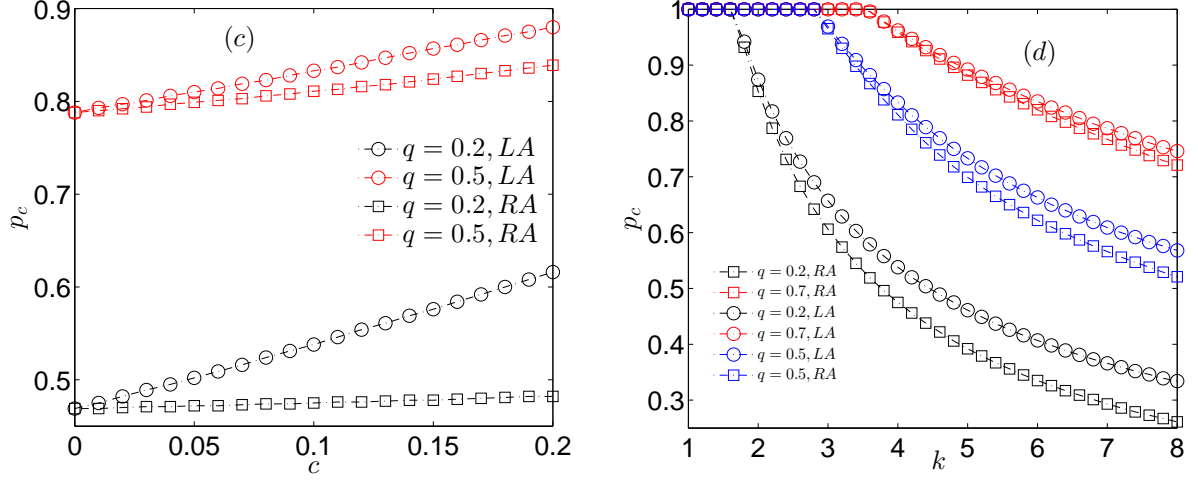 0.9
0.8
0.7
0.6
0.5
p_c
(c)
q = 0.2, LA
q = 0.5, LA
q = 0.2, RA
q = 0.5, RA
0 0.05 0.1 0.15 0.2
c
1
0.9
0.8
0.7
0.6
0.5
0.4
0.3
p_c
(d)
q = 0.2, RA
q = 0.7, RA
q = 0.2, LA
q = 0.7, LA
q = 0.5, LA
q = 0.5, RA
1 2 3 4 5 6 7 8
k